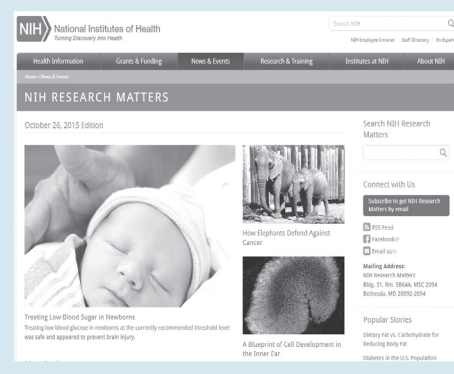 NIH
National Institutes of Health
Turning Discovery Into Health
Search NIH
NIH Employee Intranet
Staff Directory
En Españ
Health Information
Grants & Funding
News & Events
Research & Training
Institutes at NIH
About NIH
Home > News & Events
NIH RESEARCH MATTERS
October 26, 2015 Edition
Treating Low Blood Sugar in Newborns
Treating low blood glucose in newborns at the currently recommended threshold level
was safe and appeared to prevent brain injury.
How Elephants Defend Against
Cancer
A Blueprint of Cell Development in
the Inner Ear
Search NIH Research
Matters
Connect with Us
Subscribe to get NIH Research
Matters by email
RSS Feed
Facebook
Email us
Mailing Address:
NIH Research Matters
Bldg. 31, Rm. 5B64A, MSC 2094
Bethesda, MD 20892-2094
Popular Stories
Dietary Fat vs. Carbohydrate for
Reducing Body Fat
Diabetes in the U.S. Population